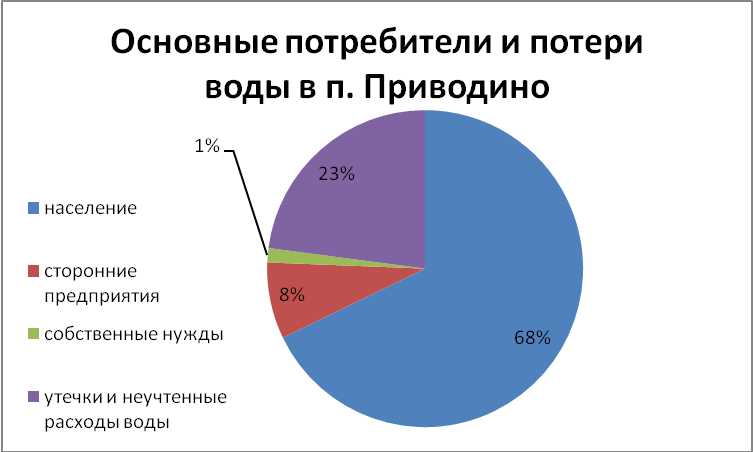 Основные потребители и потери
воды в п. Приводино
1%
23%
население
сторонние
предприятия
8%
собственные нужды
68%
утечки и неучтенные
расходы воды